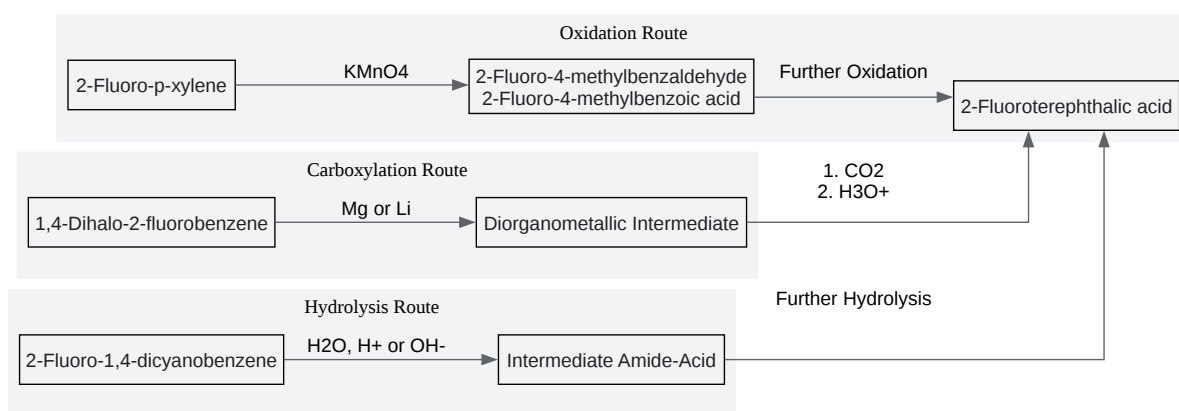 Oxidation Route
2-Fluoro-p-xylene
KMnO4
2-Fluoro-4-methylbenzaldehyde
2-Fluoro-4-methylbenzoic acid
Further Oxidation
2-Fluoroterephthalic acid
Carboxylation Route
1,4-Dihalo-2-fluorobenzene
Mg or Li
Diorganometallic Intermediate
1. CO2
2. H3O+
Hydrolysis Route
2-Fluoro-1,4-dicyanobenzene
H2O, H+ or OH-
Intermediate Amide-Acid
Further Hydrolysis